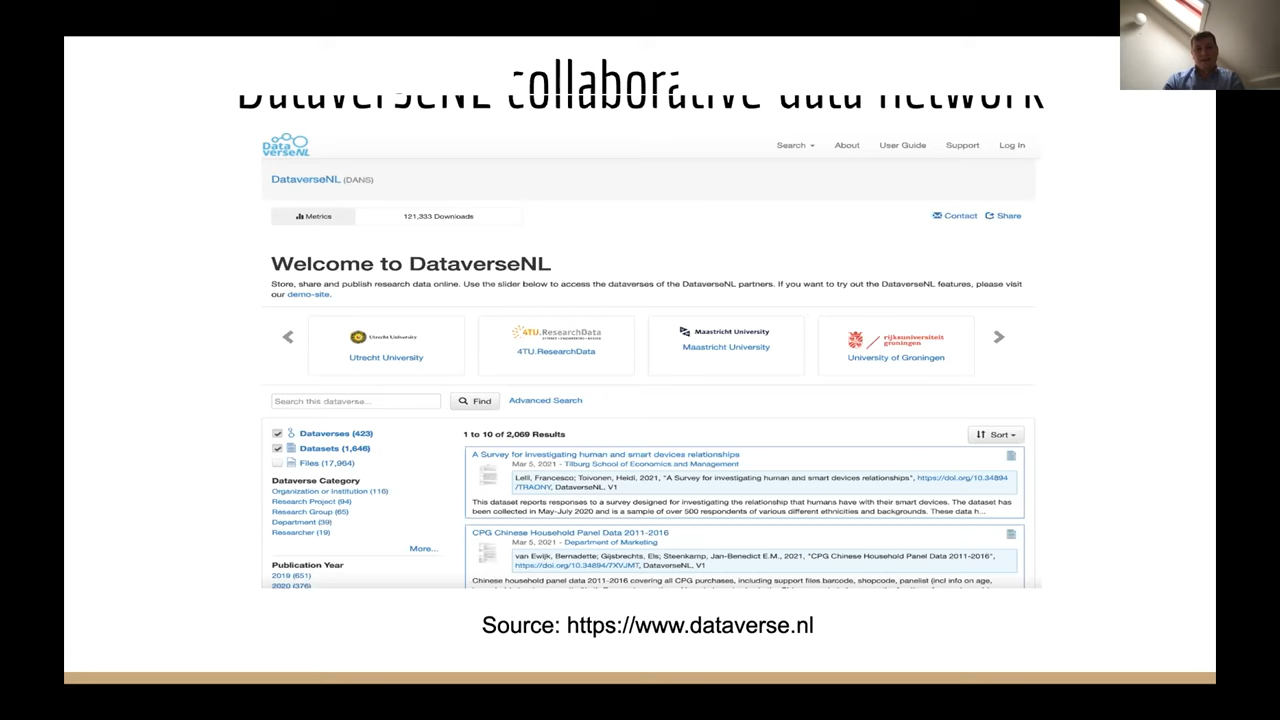 DataverseNL collaborative data network
Data
verseNL
Search About User Guide Support Log In
DataverseNL (DANS)
Metrics 121,333 Downloads
Contact Share
Welcome to DataverseNL
Store, share and publish research data online. Use the slider below to access the dataverses of the DataverseNL partners. If you want to try out the DataverseNL features, please visit
our demo-site.
Utrecht University 4TU.ResearchData Maastricht University rijksuniversiteit
groningen
Utrecht University 4TU.ResearchData Maastricht University University of Groningen
Search this dataverse... Find Advanced Search
Dataverses (423)
Datasets (1,646)
Files (17,964)
Dataverse Category
Organization or Institution (116)
Research Project (94)
Research Group (65)
Department (39)
Researcher (19)
More...
Publication Year
2019 (651)
2020 (376)
1 to 10 of 2,069 Results Sort
A Survey for investigating human and smart devices relationships
Mar 5, 2021 - Tilburg School of Economics and Management
Lelli, Francesco; Toivonen, Heidi, 2021, "A Survey for investigating human and smart devices relationships", https://doi.org/10.34894
/TRAONY, DataverseNL, V1
This dataset reports responses to a survey designed for investigating the relationship that humans have with their smart devices. The dataset has
been collected in May-July 2020 and is a sample of over 500 respondents of various different ethnicities and backgrounds. These data h...
CPG Chinese Household Panel Data 2011-2016
Mar 5, 2021 - Department of Marketing
van Ewijk, Bernadette; Gijsbrechts, Els; Steenkamp, Jan-Benedict E.M., 2021, "CPG Chinese Household Panel Data 2011-2016",
https://doi.org/10.34894/7XVJMT, DataverseNL, V1
Chinese household panel data 2011-2016 covering all CPG purchases, including support files barcode, shopcode, panelist (incl info on age,
Source: https://www.dataverse.nl